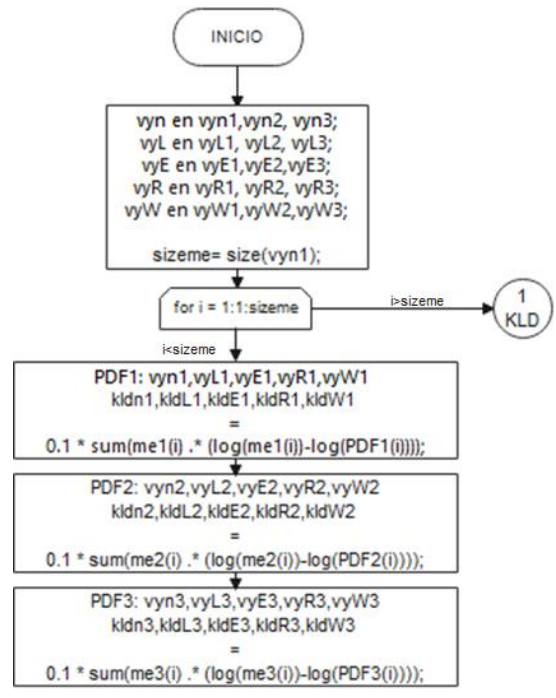 INICIO
vyn en vyn1,vyn2, vyn3;
vyL en vyL1, vyL2, vyL3;
vyE en vyE1,vyE2,vyE3;
vyR en vyR1, vyR2, vyR3;
vyW en vyW1,vyW2,vyW3;
sizeme= size(vyn1);
for i = 1:1:sizeme
i>sizeme
1
KLD
i<sizeme
PDF1: vyn1,vyL1,vyE1,vyR1,vyW1
kldn1,kldL1,kldE1,kldR1,kldW1
=
0.1 * sum(me1(i) .* (log(me1(i))-log(PDF1(i))));
PDF2: vyn2,vyL2,vyE2,vyR2,vyW2
kldn2,kldL2,kldE2,kldR2,kldW2
=
0.1 * sum(me2(i) .* (log(me2(i))-log(PDF2(i))));
PDF3: vyn3,vyL3,vyE3,vyR3,vyW3
kldn3,kldL3,kldE3,kldR3,kldW3
=
0.1 * sum(me3(i) .* (log(me3(i))-log(PDF3(i))));